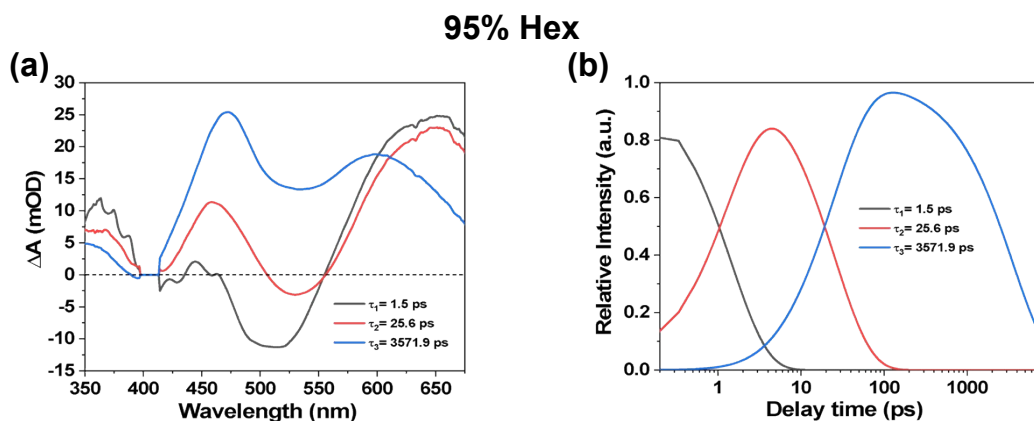 95% Hex
(a)
30
25
20
15
10
5
0
-5
-10
-15
ΔA (mOD)
350 400 450 500 550 600 650
Wavelength (nm)
τ₁= 1.5 ps
τ₂= 25.6 ps
τ₃= 3571.9 ps
(b)
1.0
0.8
0.6
0.4
0.2
0.0
Relative Intensity (a.u.)
1 10 100 1000
Delay time (ps)
τ₁= 1.5 ps
τ₂= 25.6 ps
τ₃= 3571.9 ps